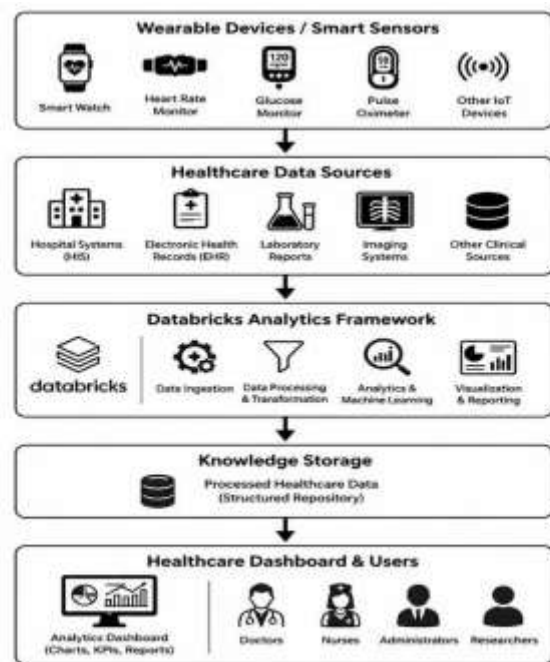 Wearable Devices / Smart Sensors
Smart Watch
Heart Rate
Monitor
120
Glucose
Monitor
Pulse
Oximeter
Other IoT
Devices
Healthcare Data Sources
Hospital Systems
(HIS)
Electronic Health
Records (EHR)
Laboratory
Reports
Imaging
Systems
Other Clinical
Sources
Databricks Analytics Framework
databricks
Data Ingestion
Data Processing
& Transformation
Analytics &
Machine Learning
Visualization
& Reporting
Knowledge Storage
Processed Healthcare Data
(Structured Repository)
Healthcare Dashboard & Users
Analytics Dashboard
(Charts, KPIs, Reports)
Doctors
Nurses
Administrators
Researchers